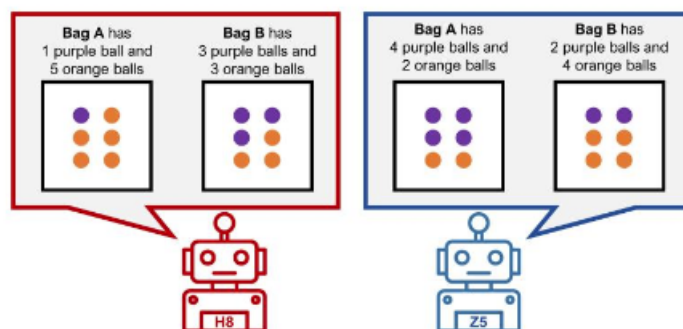 Bag A has
1 purple ball and
5 orange balls
Bag B has
3 purple balls and
3 orange balls
Bag A has
4 purple balls and
2 orange balls
Bag B has
2 purple balls and
4 orange balls
H8
Z5